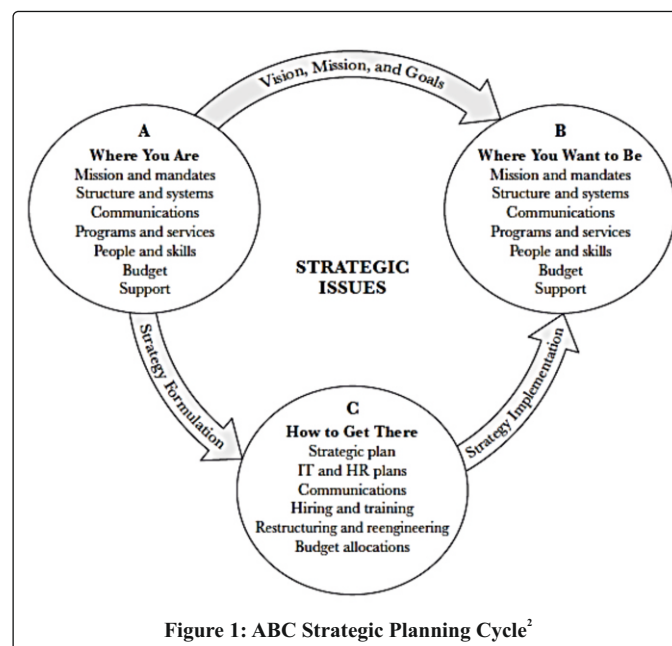 Vision, Mission, and Goals
A
Where You Are
Mission and mandates
Structure and systems
Communications
Programs and services
People and skills
Budget
Support
B
Where You Want to Be
Mission and mandates
Structure and systems
Communications
Programs and services
People and skills
Budget
Support
STRATEGIC
ISSUES
Strategy Formulation
Strategy Implementation
C
How to Get There
Strategic plan
IT and HR plans
Communications
Hiring and training
Restructuring and reengineering
Budget allocations
Figure 1: ABC Strategic Planning Cycle²